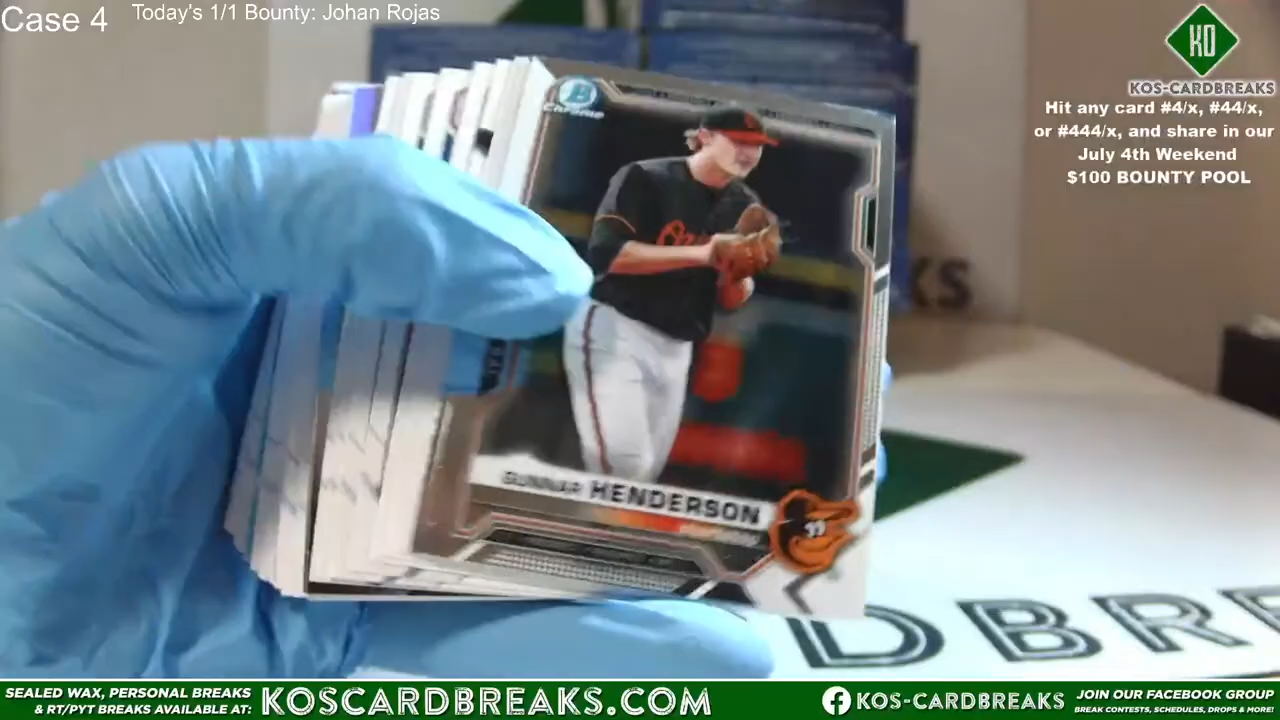 Case 4
Today's 1/1 Bounty: Johan Rojas
KO
KOS-CARDBREAKS
Hit any card #4/x, #44/x,
or #444/x, and share in our
July 4th Weekend
$100 BOUNTY POOL
B
Chrome
KS
GUNNAR HENDERSON
DBRE
SEALED WAX, PERSONAL BREAKS
& RT/PYT BREAKS AVAILABLE AT:
KOSCARDBREAKS.COM
KOS-CARDBREAKS
JOIN OUR FACEBOOK GROUP
BREAK CONTESTS, SCHEDULES, DROPS & MORE!